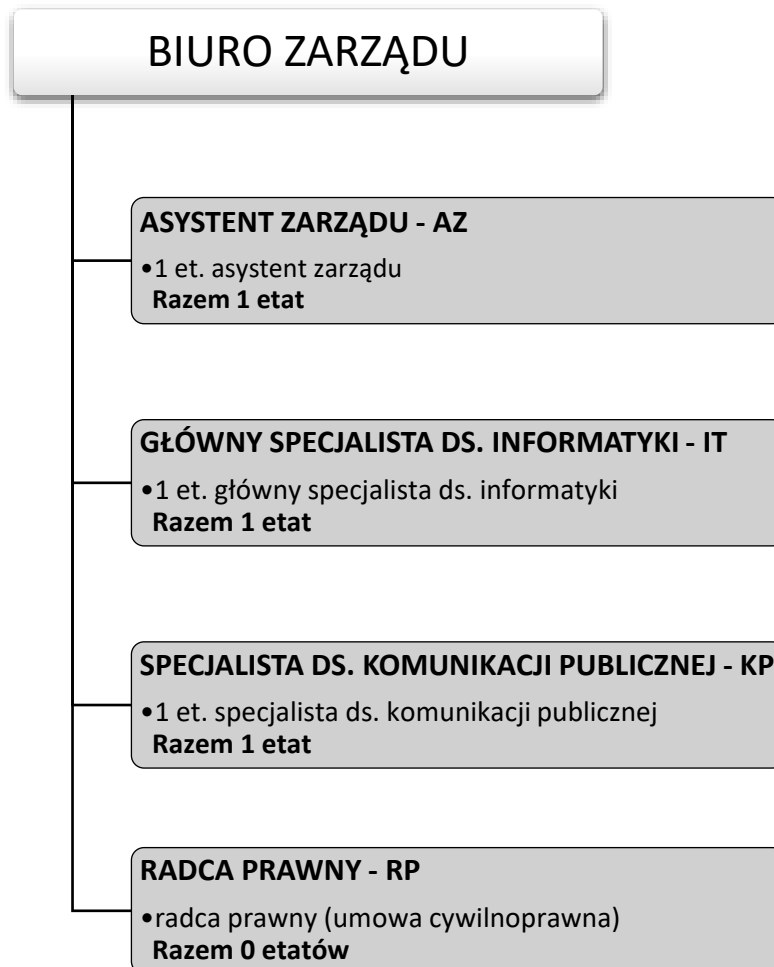 BIURO ZARZĄDU
ASYSTENT ZARZĄDU - AZ
•1 et. asystent zarządu
Razem 1 etat
GŁÓWNY SPECJALISTA DS. INFORMATYKI - IT
•1 et. główny specjalista ds. informatyki
Razem 1 etat
SPECJALISTA DS. KOMUNIKACJI PUBLICZNEJ - KP
•1 et. specjalista ds. komunikacji publicznej
Razem 1 etat
RADCA PRAWNY - RP
•radca prawny (umowa cywilnoprawna)
Razem 0 etatów